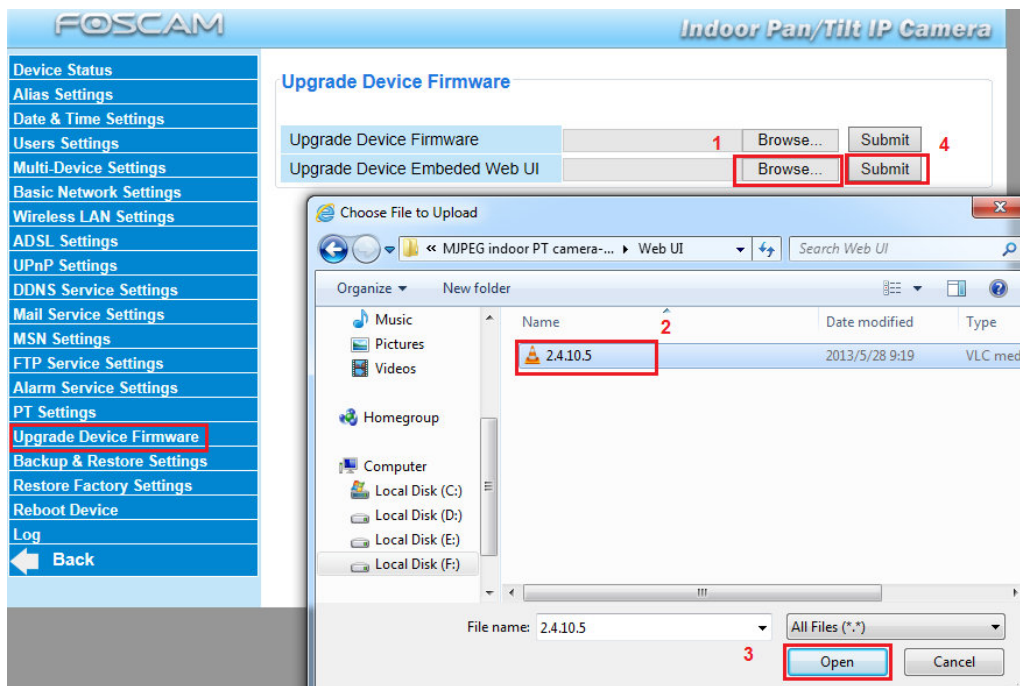 FOSCAM
Indoor Pan/Tilt IP Camera
Device Status
Alias Settings
Date & Time Settings
Users Settings
Multi-Device Settings
Basic Network Settings
Wireless LAN Settings
ADSL Settings
UPnP Settings
DDNS Service Settings
Mail Service Settings
MSN Settings
FTP Service Settings
Alarm Service Settings
PT Settings
Upgrade Device Firmware
Backup & Restore Settings
Restore Factory Settings
Reboot Device
Log
Back
Upgrade Device Firmware
Upgrade Device Firmware 1 Browse... Submit 4
Upgrade Device Embeded Web UI Browse... Submit
Choose File to Upload
« MJPEG indoor PT camera-... Web UI Search Web UI
Organize New folder
Music
Pictures
Videos
Homegroup
Computer
Local Disk (C:)
Local Disk (D:)
Local Disk (E:)
Local Disk (F:)
Name 2 Date modified Type
2.4.10.5 2013/5/28 9:19 VLC med
File name: 2.4.10.5 All Files (*.*)
3 Open Cancel